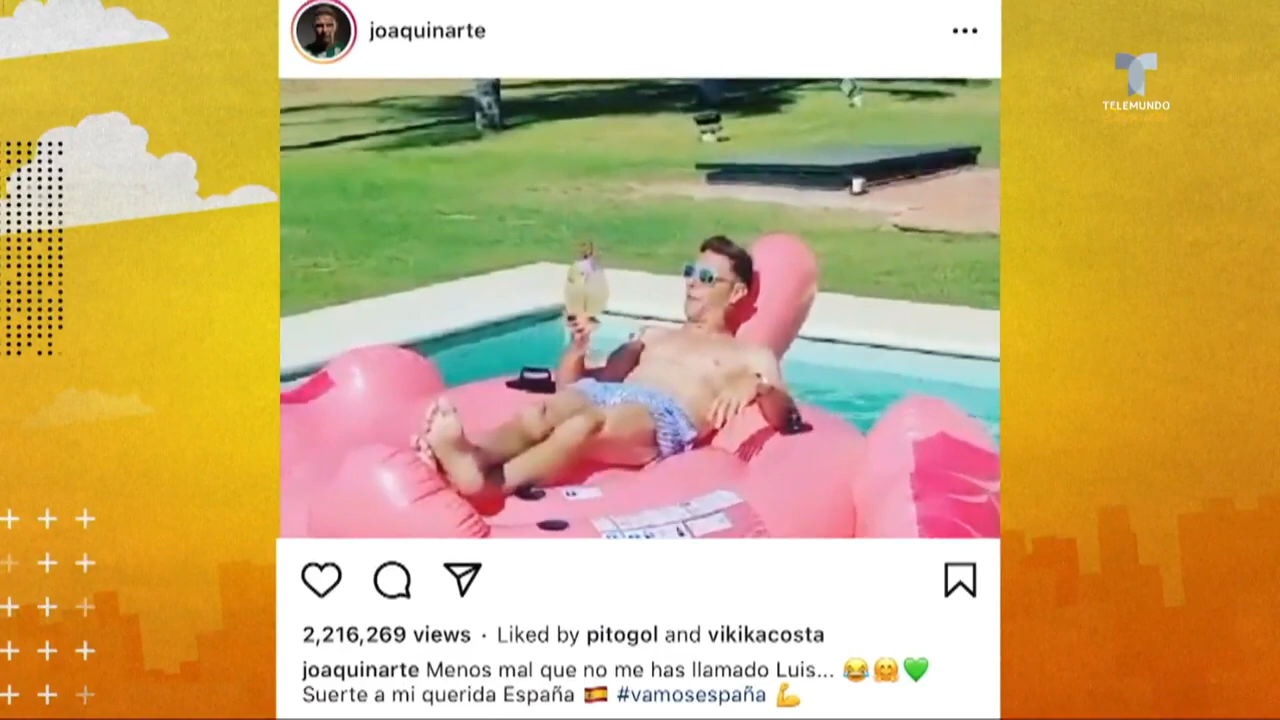 joaquinarte
TELEMUNDO
2,216,269 views · Liked by pitogol and vikikacosta
joaquinarte Menos mal que no me has llamado Luis... 😂🤗💚
Suerte a mi querida España 🇪🇸 #vamosespaña 💪